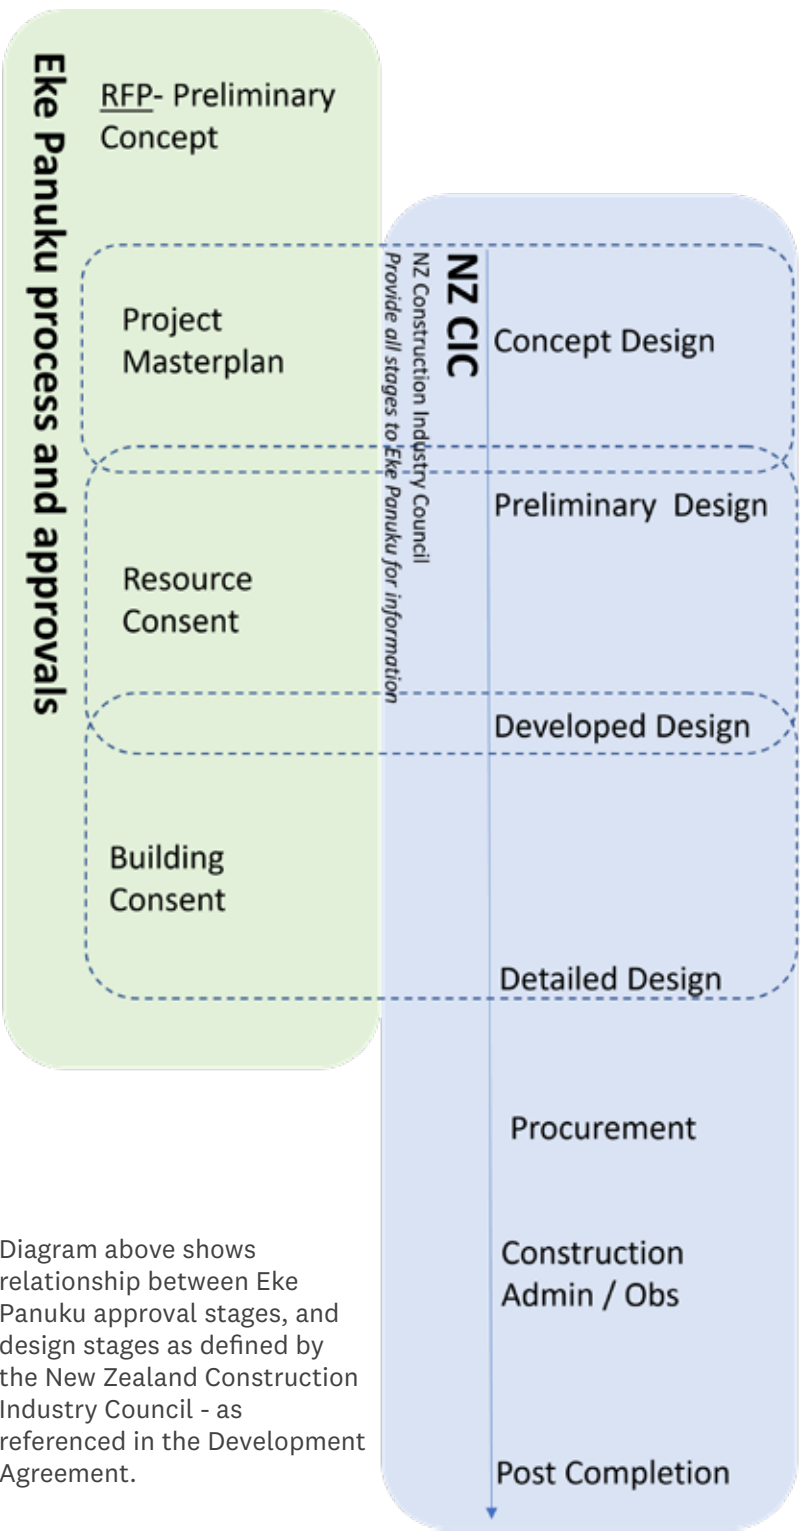 Eke Panuku process and approvals
RFP- Preliminary
Concept
Project
Masterplan
Resource
Consent
Building
Consent
NZ CIC
NZ Construction Industry Council
Provide all stages to Eke Panuku for information
Concept Design
Preliminary  Design
Developed Design
Detailed Design
Procurement
Construction
Admin / Obs
Post Completion
Diagram above shows
relationship between Eke
Panuku approval stages, and
design stages as defined by
the New Zealand Construction
Industry Council - as
referenced in the Development
Agreement.